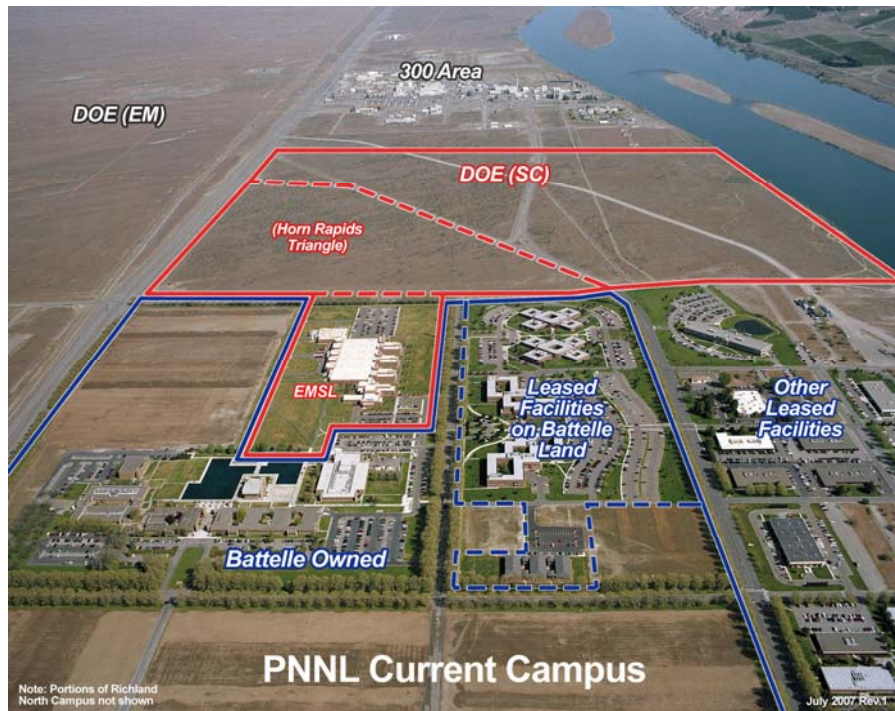 300 Area
DOE (EM)
DOE (SC)
(Horn Rapids
Triangle)
EMSL
Leased
Facilities
on Battelle
Land
Other
Leased
Facilities
Battelle Owned
PNNL Current Campus
Note: Portions of Richland
North Campus not shown
July 2007 Rev.1